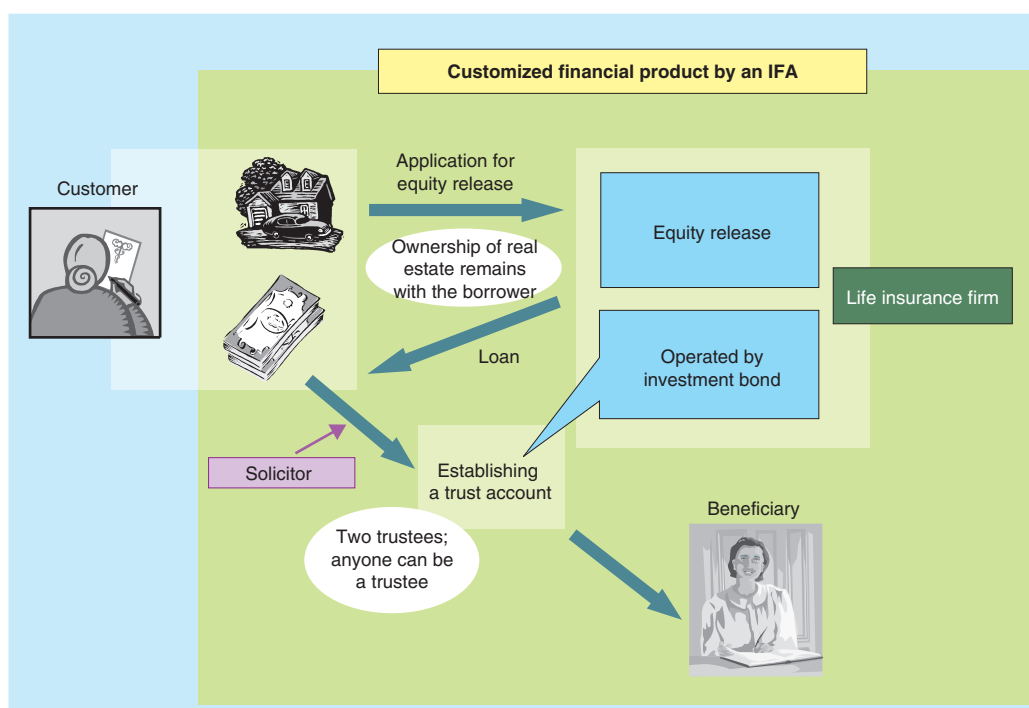 Customized financial product by an IFA
Customer
Application for
equity release
Ownership of real
estate remains
with the borrower
Equity release
Life insurance firm
Loan
Operated by
investment bond
Solicitor
Establishing
a trust account
Two trustees;
anyone can be
a trustee
Beneficiary